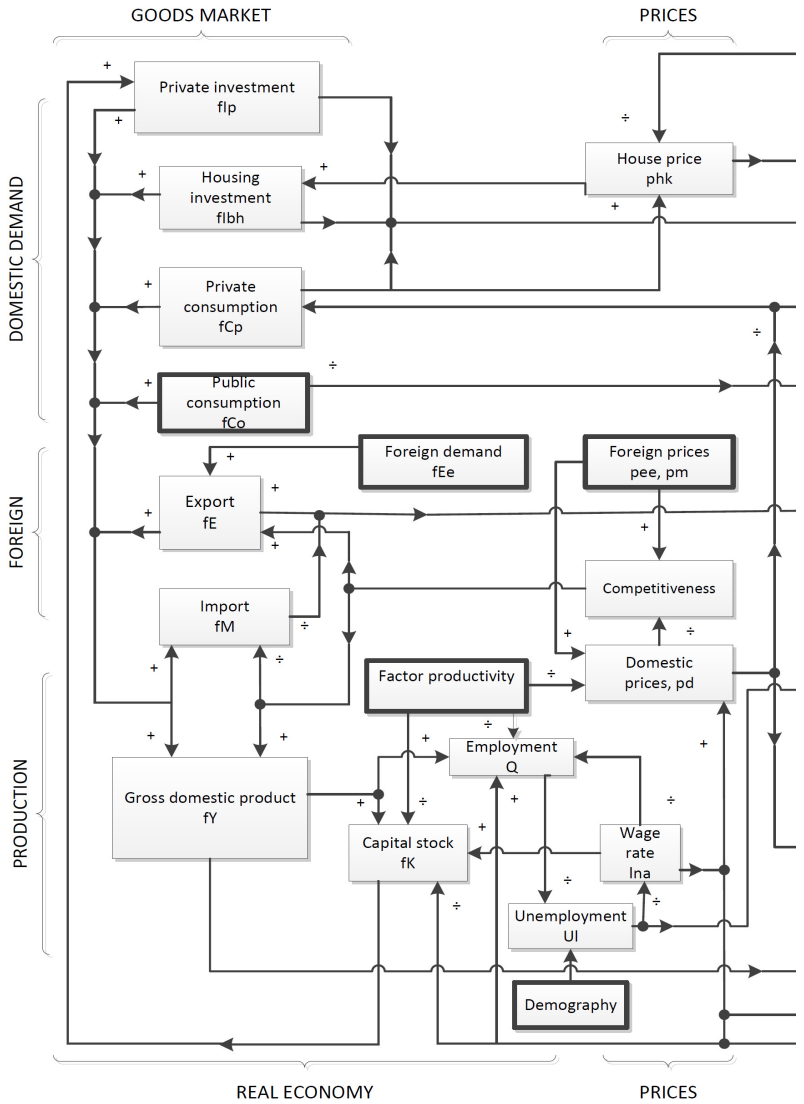 GOODS MARKET
PRICES
DOMESTIC DEMAND
FOREIGN
PRODUCTION
+
Private investment
fIp
+
÷
House price
phk
+
+
Housing
investment
fIbh
+
+
Private
consumption
fCp
÷
÷
+
Public
consumption
fCo
Foreign demand
fEe
+
Foreign prices
pee, pm
+
+
Export
fE
+
+
Competitiveness
Import
fM
÷
+
÷
+
÷
Domestic
prices, pd
Factor productivity
÷
÷
+
+
+
Employment
Q
+
Gross domestic product
fY
+
÷
+
÷
Capital stock
fK
+
Wage
rate
lna
÷
÷
÷
Unemployment
Ul
Demography
REAL ECONOMY
PRICES